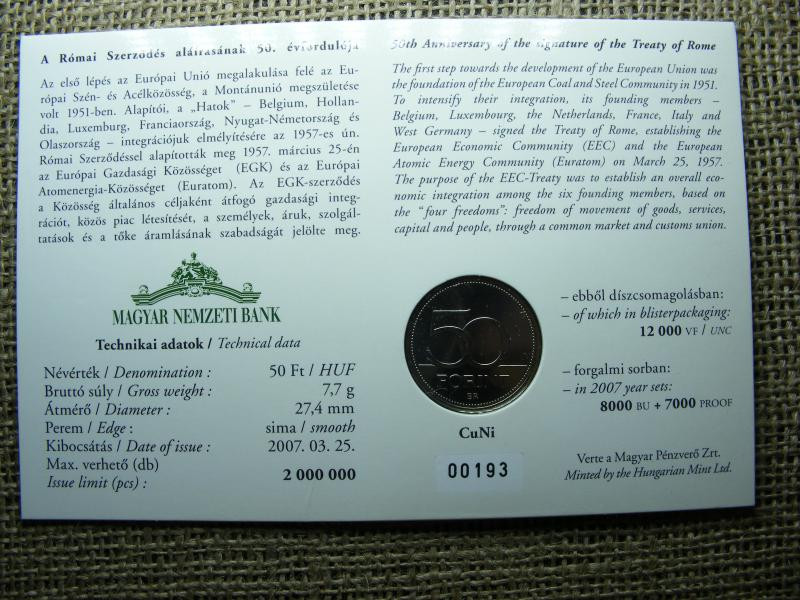 A Római Szerződés aláírásának 50. évfordulója
Az első lépés az Európai Unió megalakulása felé az Eu-
rópai Szén- és Acélközösség, a Montánunió megszületése
volt 1951-ben. Alapítói, a „Hatok” – Belgium, Hollan-
dia, Luxemburg, Franciaország, Nyugat-Németország és
Olaszország – integrációjuk elmélyítésére az 1957-es ún.
Római Szerződéssel alapították meg 1957. március 25-én
az Európai Gazdasági Közösséget (EGK) és az Európai
Atomenergia-Közösséget (Euratom). Az EGK-szerződés
a Közösség általános céljaként átfogó gazdasági integ-
rációt, közös piac létesítését, a személyek, áruk, szolgál-
tatások és a tőke áramlásának szabadságát jelölte meg.
50th Anniversary of the signature of the Treaty of Rome
The first step towards the development of the European Union was
the foundation of the European Coal and Steel Community in 1951.
To intensify their integration, its founding members –
Belgium, Luxembourg, the Netherlands, France, Italy and
West Germany – signed the Treaty of Rome, establishing the
European Economic Community (EEC) and the European
Atomic Energy Community (Euratom) on March 25, 1957.
The purpose of the EEC-Treaty was to establish an overall eco-
nomic integration among the six founding members, based on
the “four freedoms”: freedom of movement of goods, services,
capital and people, through a common market and customs union.
MAGYAR NEMZETI BANK
Technikai adatok / Technical data
Névérték / Denomination : 50 Ft / HUF
Bruttó súly / Gross weight : 7,7 g
Átmérő / Diameter : 27,4 mm
Perem / Edge : sima / smooth
Kibocsátás / Date of issue : 2007. 03. 25.
Max. verhető (db)
Issue limit (pcs) : 2 000 000
50
FORINT
BP.
CuNi
00193
– ebből díszcsomagolásban:
– of which in blisterpackaging:
12 000 VF / UNC
– forgalmi sorban:
– in 2007 year sets:
8000 BU + 7000 PROOF
Verte a Magyar Pénzverő Zrt.
Minted by the Hungarian Mint Ltd.